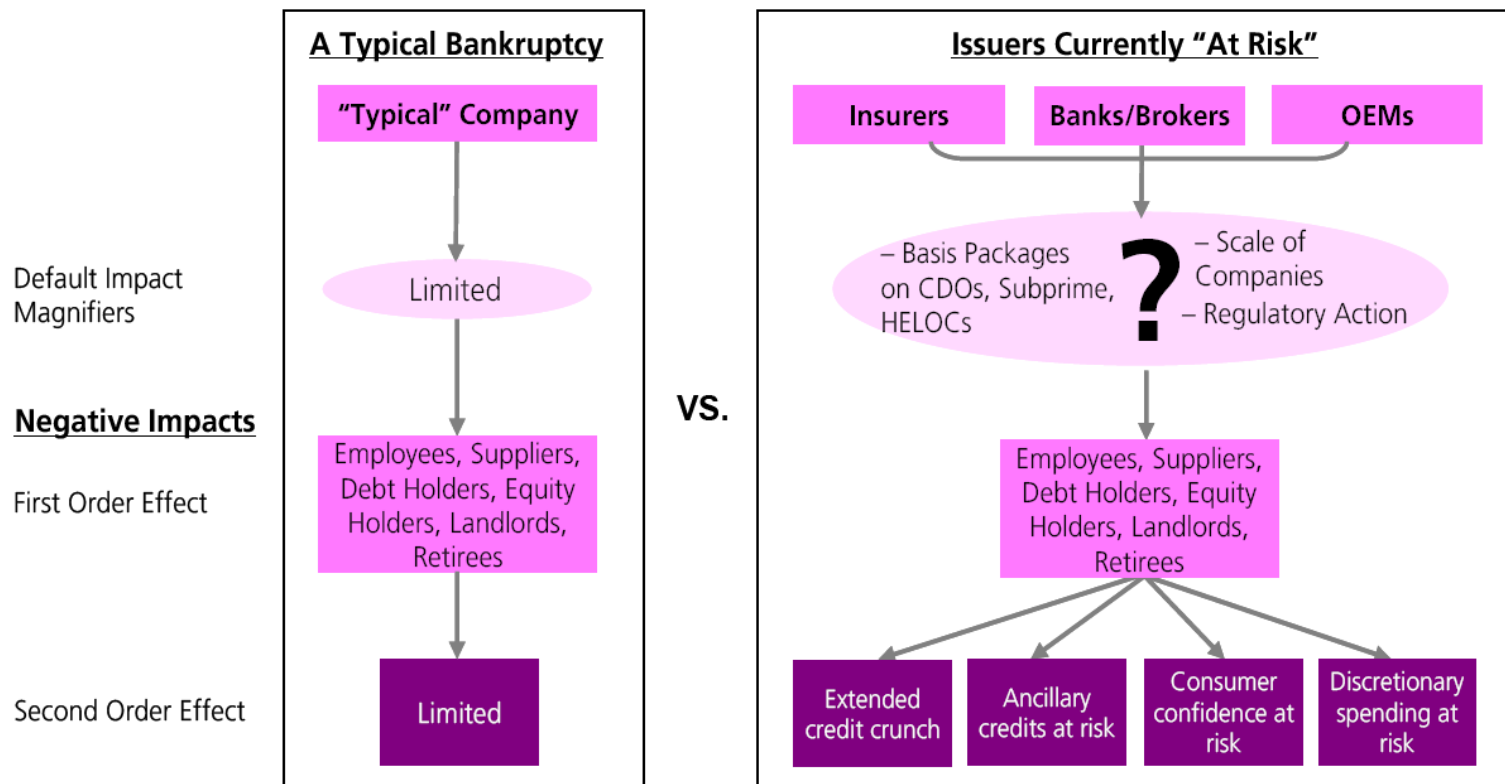 A Typical Bankruptcy
"Typical" Company
Limited
Employees, Suppliers,
Debt Holders, Equity
Holders, Landlords,
Retirees
Limited
Default Impact
Magnifiers
Negative Impacts
First Order Effect
Second Order Effect
VS.
Issuers Currently "At Risk"
Insurers
Banks/Brokers
OEMs
– Basis Packages
on CDOs, Subprime,
HELOCs
?
– Scale of
Companies
– Regulatory Action
Employees, Suppliers,
Debt Holders, Equity
Holders, Landlords,
Retirees
Extended
credit crunch
Ancillary
credits at risk
Consumer
confidence at
risk
Discretionary
spending at
risk